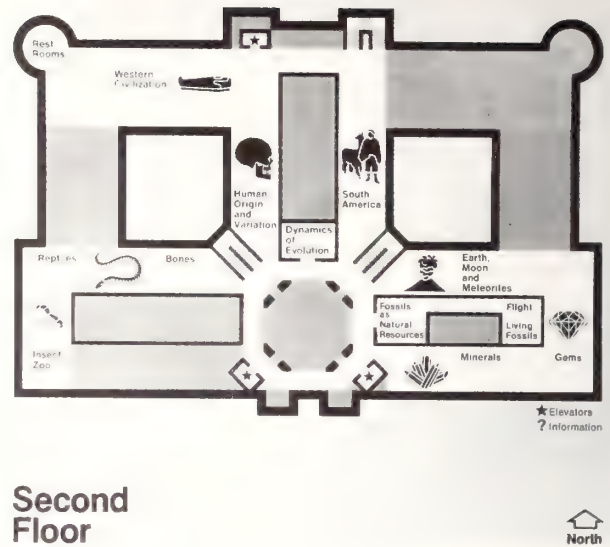 Rest
Rooms
Western
Civilization
Human
Origin
and
Variation
South
America
Dynamics
of
Evolution
Reptiles
Bones
Earth,
Moon
and
Meteorites
Fossils
as
Natural
Resources
Flight
Living
Fossils
Insect
Zoo
Minerals
Gems
★ Elevators
? Information
Second
Floor
North